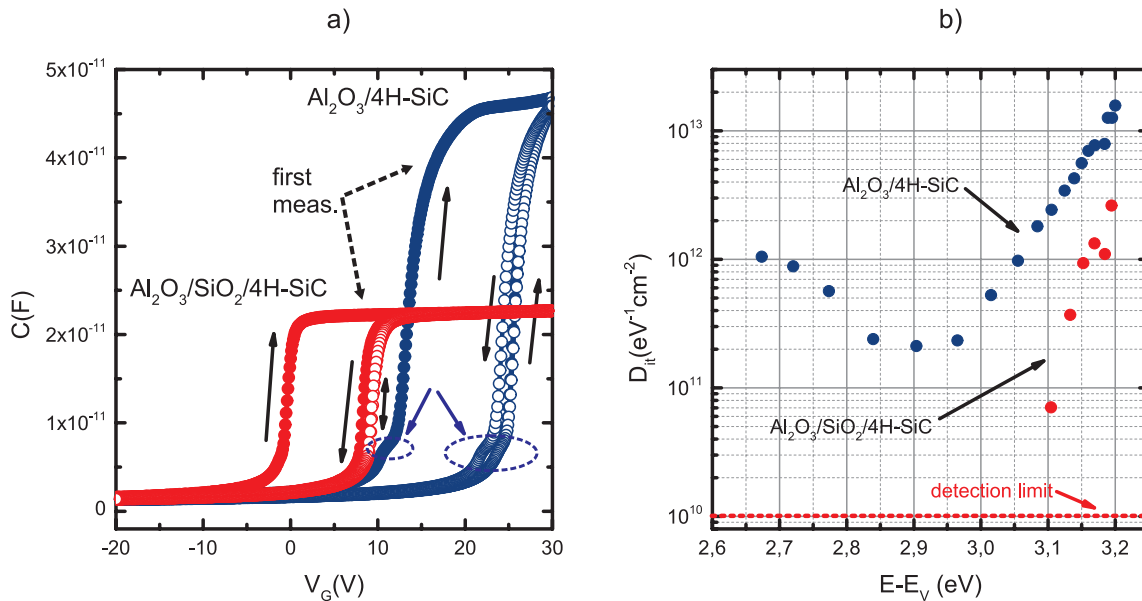 a)
5x10⁻¹¹
4x10⁻¹¹
3x10⁻¹¹
2x10⁻¹¹
1x10⁻¹¹
0
C(F)
-20
-10
0
10
20
30
V_G(V)
Al₂O₃/4H-SiC
first
meas.
Al₂O₃/SiO₂/4H-SiC
b)
10¹³
10¹²
10¹¹
10¹⁰
D_it(eV⁻¹cm⁻²)
2,6
2,7
2,8
2,9
3,0
3,1
3,2
E-E_V (eV)
Al₂O₃/4H-SiC
Al₂O₃/SiO₂/4H-SiC
detection limit